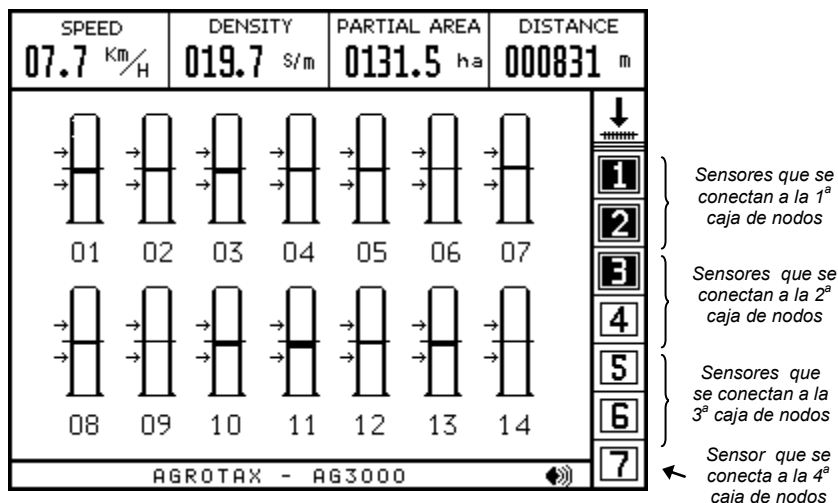 SPEED DENSITY PARTIAL AREA DISTANCE
07.7 Km/H 019.7 S/m 0131.5 ha 000831 m
01 02 03 04 05 06 07
08 09 10 11 12 13 14
AGROTAX - AG3000
1
2
3
4
5
6
7
Sensores que se
conectan a la 1ª
caja de nodos
Sensores que se
conectan a la 2ª
caja de nodos
Sensores que
se conectan a la
3ª caja de nodos
Sensor que se
conecta a la 4ª
caja de nodos